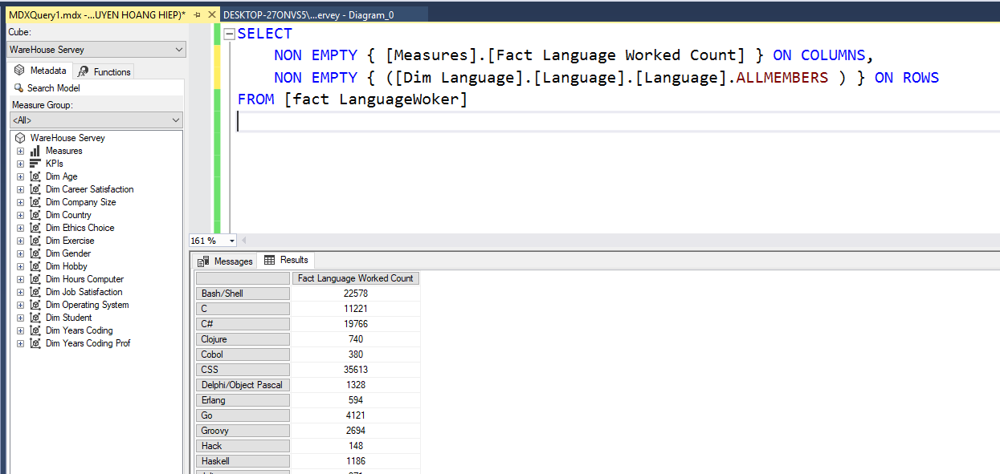 MDXQuery1.mdx -...UYEN HOANG HIEP)*
DESKTOP-27ONVS5\...ervey - Diagram_0
Cube:
WareHouse Servey
Metadata
Functions
Search Model
Measure Group:
<All>
WareHouse Servey
Measures
KPIs
Dim Age
Dim Career Satisfaction
Dim Company Size
Dim Country
Dim Ethics Choice
Dim Exercise
Dim Gender
Dim Hobby
Dim Hours Computer
Dim Job Satisfaction
Dim Operating System
Dim Student
Dim Years Coding
Dim Years Coding Prof
SELECT
NON EMPTY { [Measures].[Fact Language Worked Count] } ON COLUMNS,
NON EMPTY { ([Dim Language].[Language].[Language].ALLMEMBERS ) } ON ROWS
FROM [fact LanguageWoker]
161 %
Messages
Results
Fact Language Worked Count
Bash/Shell 22578
C 11221
C# 19766
Clojure 740
Cobol 380
CSS 35613
Delphi/Object Pascal 1328
Erlang 594
Go 4121
Groovy 2694
Hack 148
Haskell 1186